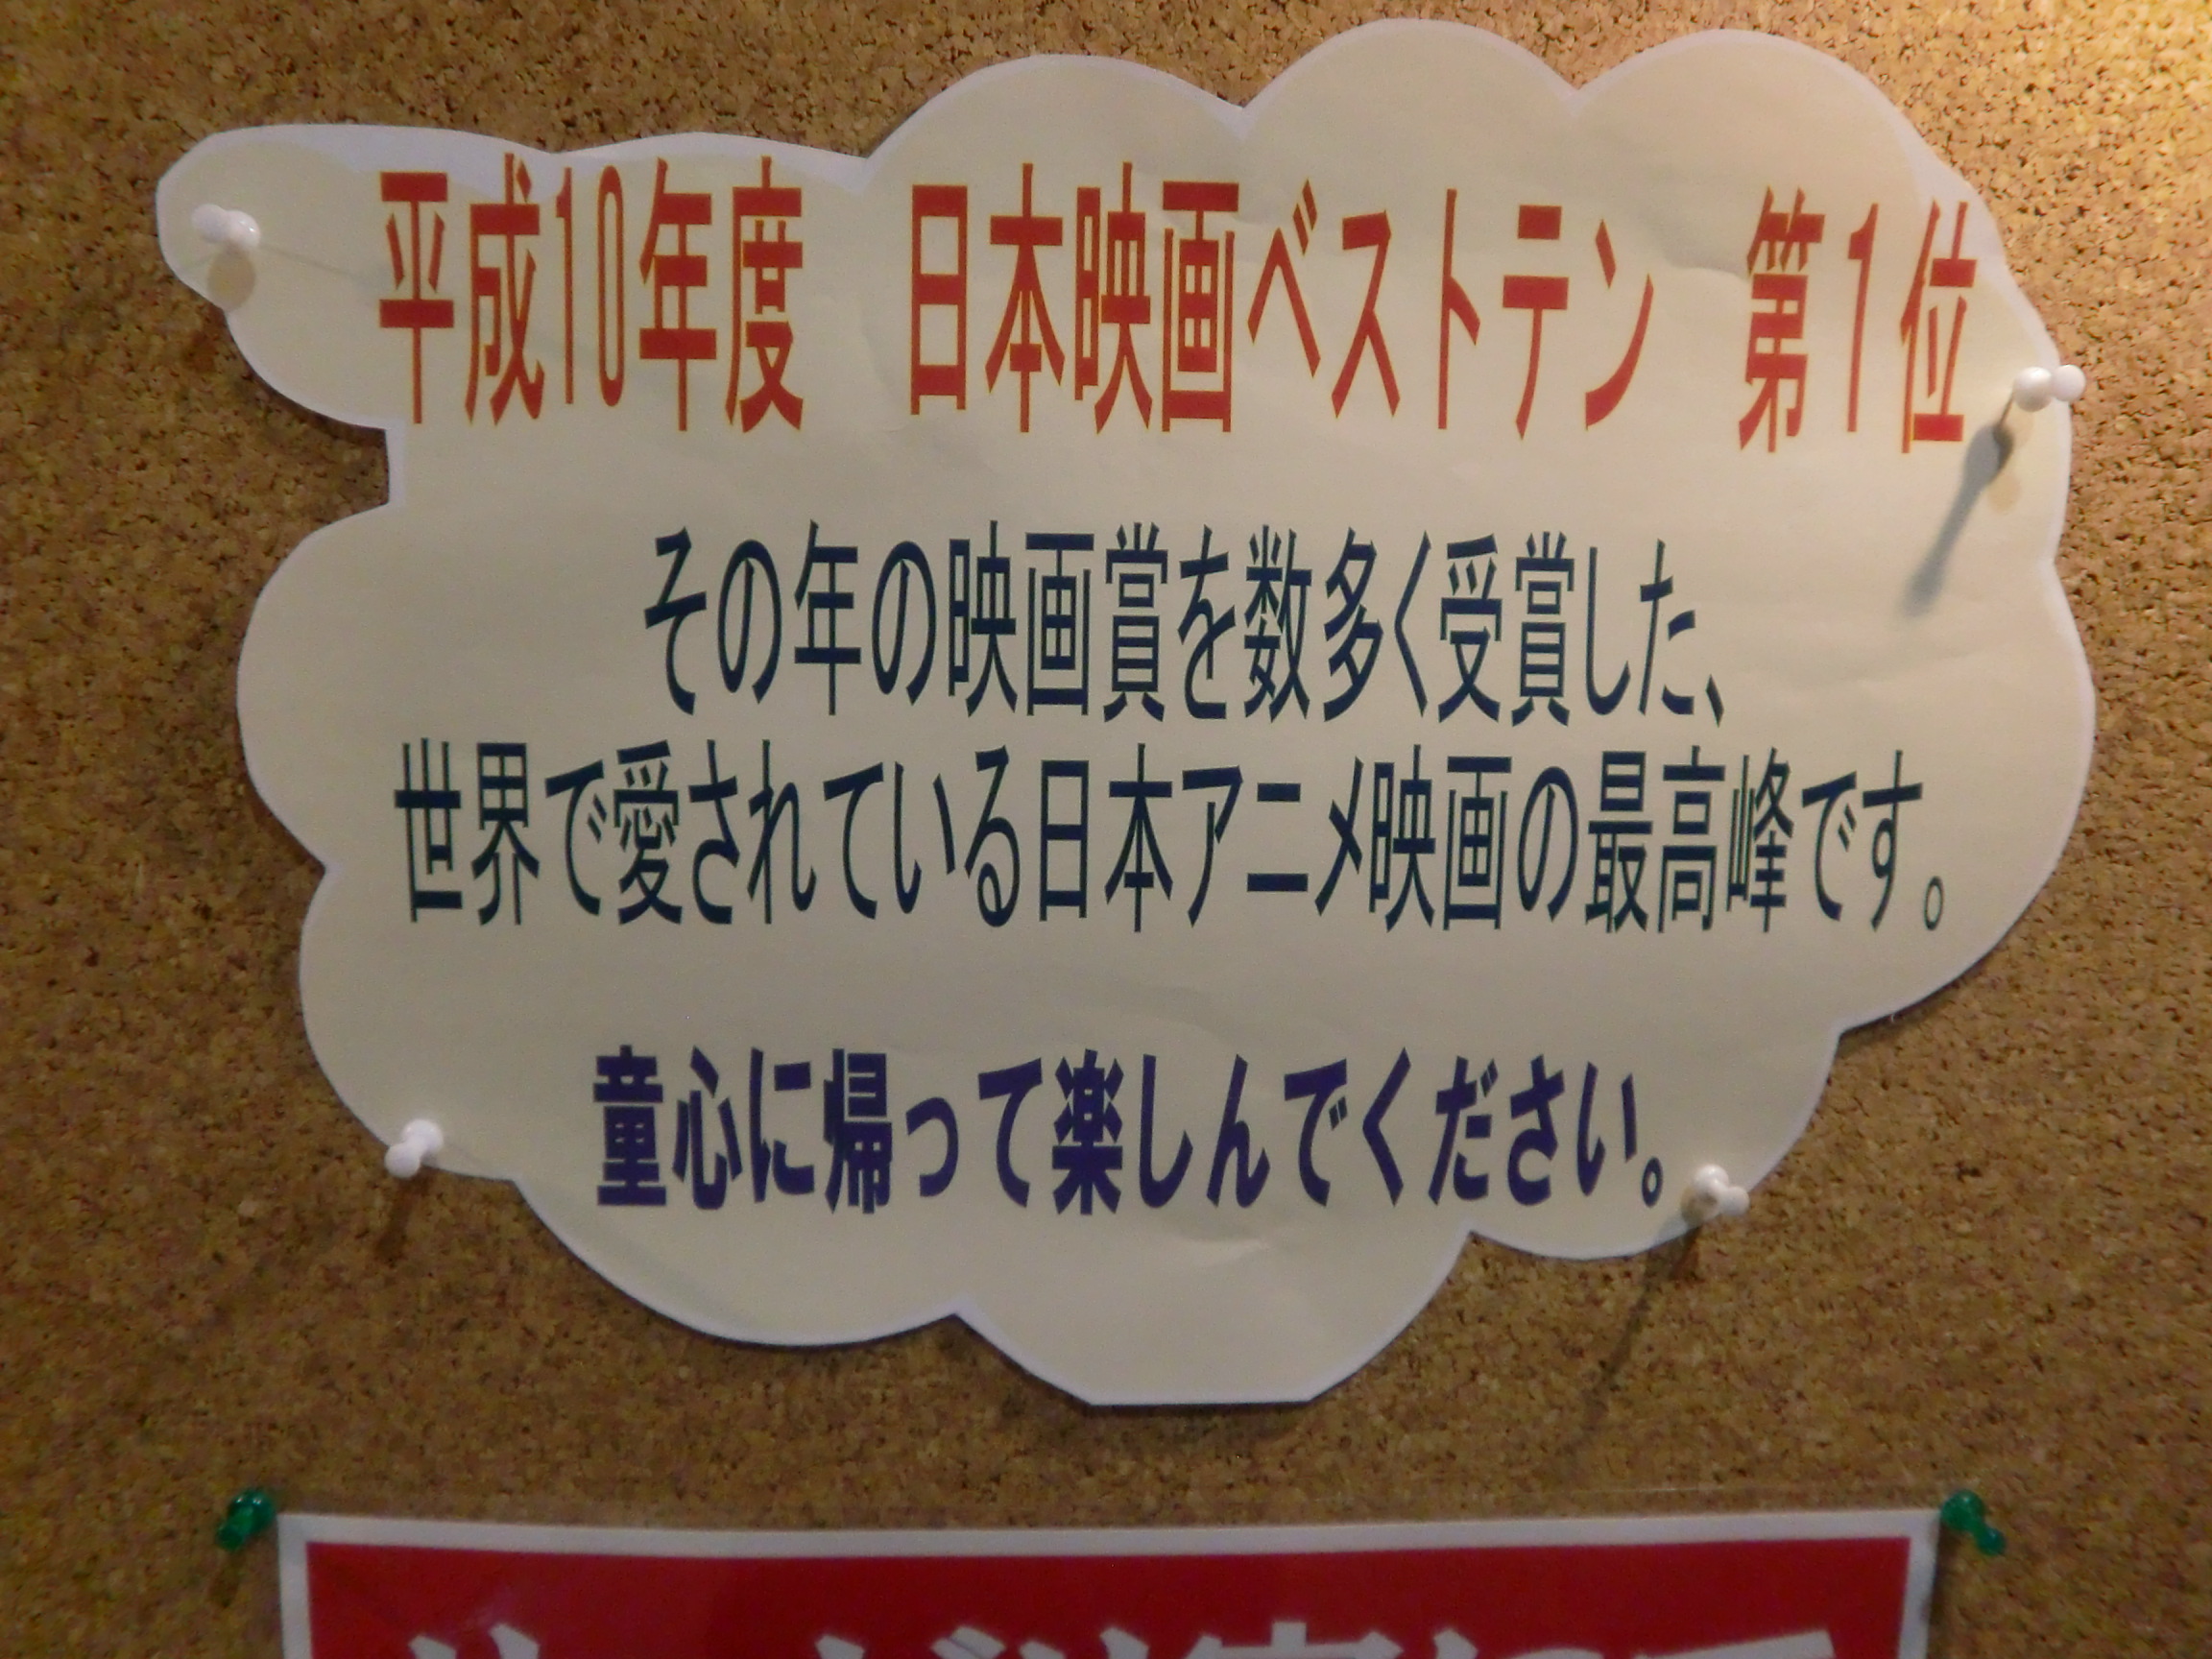 平成10年度　日本映画ベストテン　第1位
その年の映画賞を数多く受賞した、
世界で愛されている日本アニメ映画の最高峰です。
童心に帰って楽しんでください。